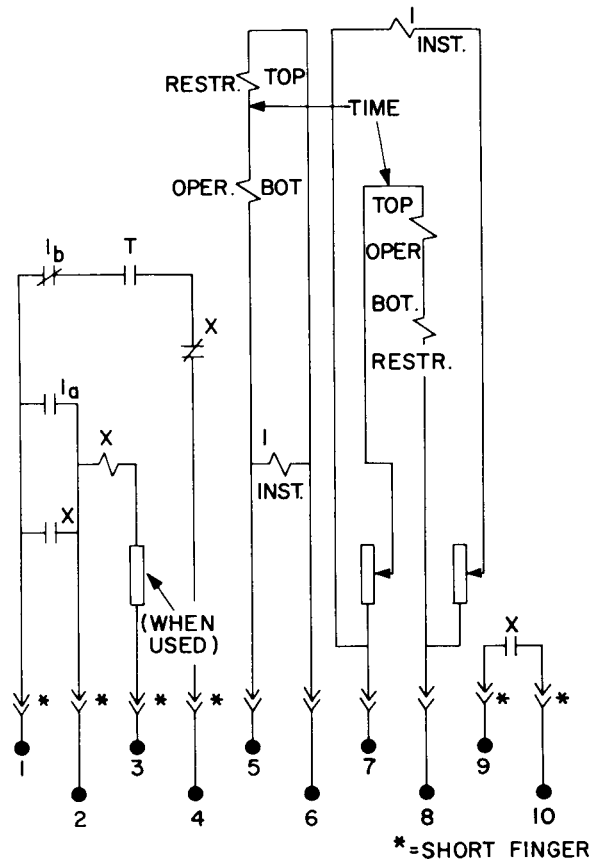 I
INST.
RESTR. TOP
TIME
OPER. BOT
TOP
OPER
BOT.
RESTR.
Ib T
X
Ia
X
I
INST.
X
(WHEN
USED)
X
* * * * * *
1 3 5 7 9
2 4 6 8 10
*=SHORT FINGER